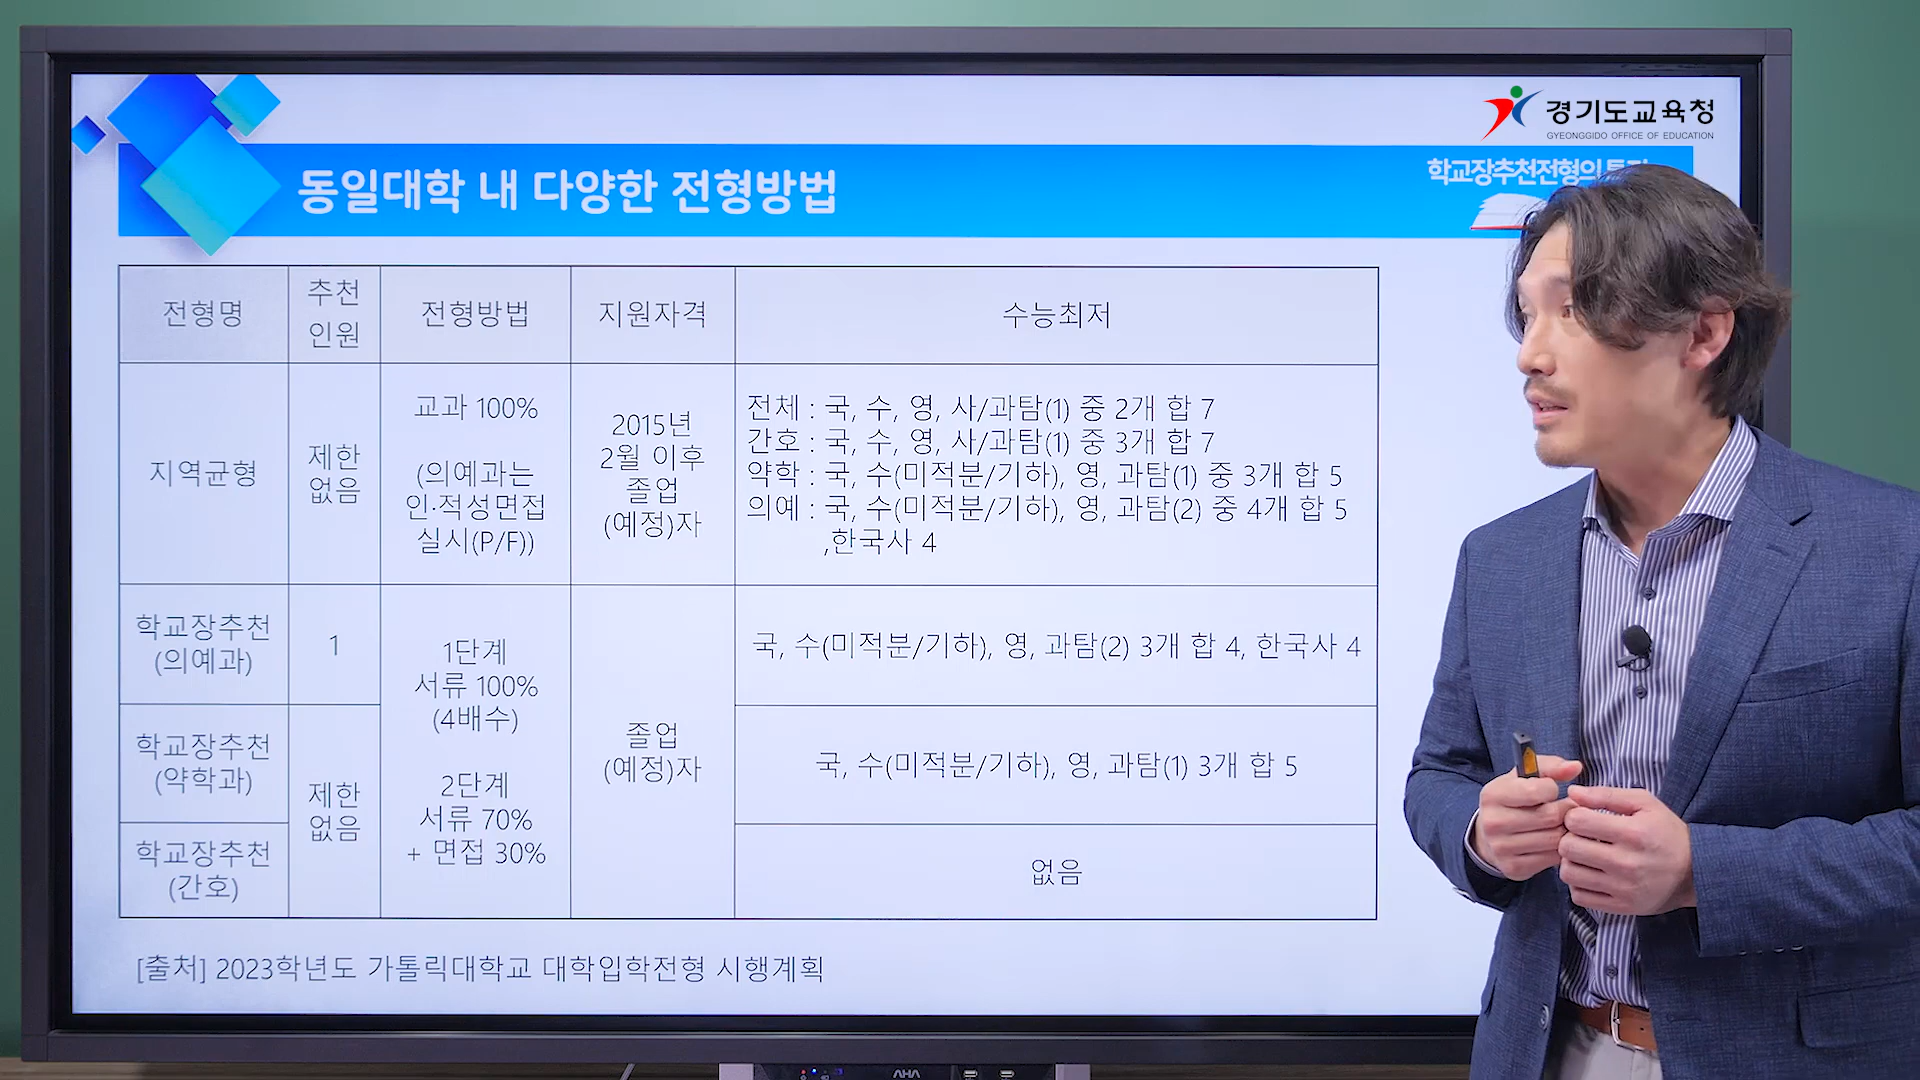 경기도교육청
GYEONGGIDO OFFICE OF EDUCATION
학교장추천전형의
동일대학 내 다양한 전형방법
전형명
추천
인원
전형방법
지원자격
수능최저
지역균형
제한
없음
교과 100%
(의예과는
인·적성면접
실시(P/F))
2015년
2월 이후
졸업
(예정)자
전체 : 국, 수, 영, 사/과탐(1) 중 2개 합 7
간호 : 국, 수, 영, 사/과탐(1) 중 3개 합 7
약학 : 국, 수(미적분/기하), 영, 과탐(1) 중 3개 합 5
의예 : 국, 수(미적분/기하), 영, 과탐(2) 중 4개 합 5
,한국사 4
학교장추천
(의예과)
1
1단계
서류 100%
(4배수)
2단계
서류 70%
+ 면접 30%
졸업
(예정)자
국, 수(미적분/기하), 영, 과탐(2) 3개 합 4, 한국사 4
학교장추천
(약학과)
제한
없음
국, 수(미적분/기하), 영, 과탐(1) 3개 합 5
학교장추천
(간호)
없음
[출처] 2023학년도 가톨릭대학교 대학입학전형 시행계획
AHA